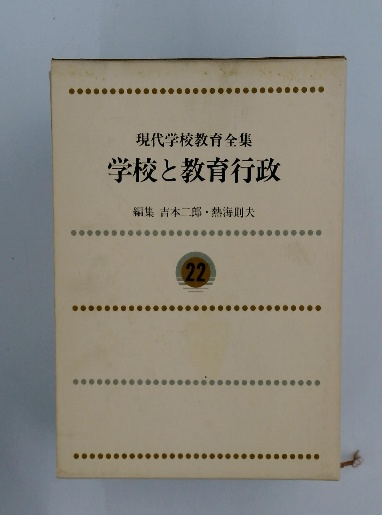 現代学校教育全集
学校と教育行政
編集 吉本二郎・熱海則夫
22